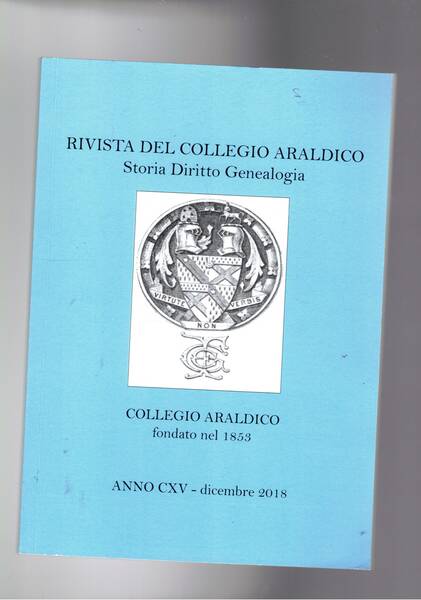 RIVISTA DEL COLLEGIO ARALDICO
Storia Diritto Genealogia
VIRTUTE NON VERBIS
COLLEGIO ARALDICO
fondato nel 1853
ANNO CXV - dicembre 2018